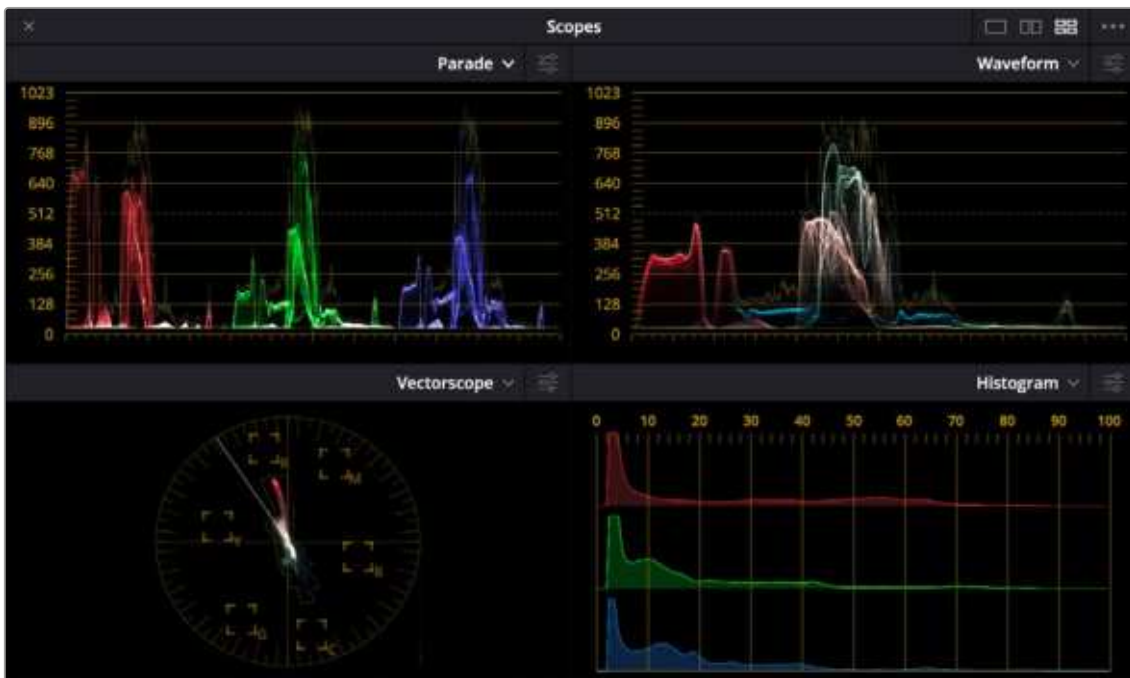 × Scopes •••
Parade Waveform
1023 1023
896 896
768 768
640 640
512 512
384 384
256 256
128 128
0 0
Vectorscope Histogram
0 10 20 30 40 50 60 70 80 90 100
R
M
Y
B
G
C